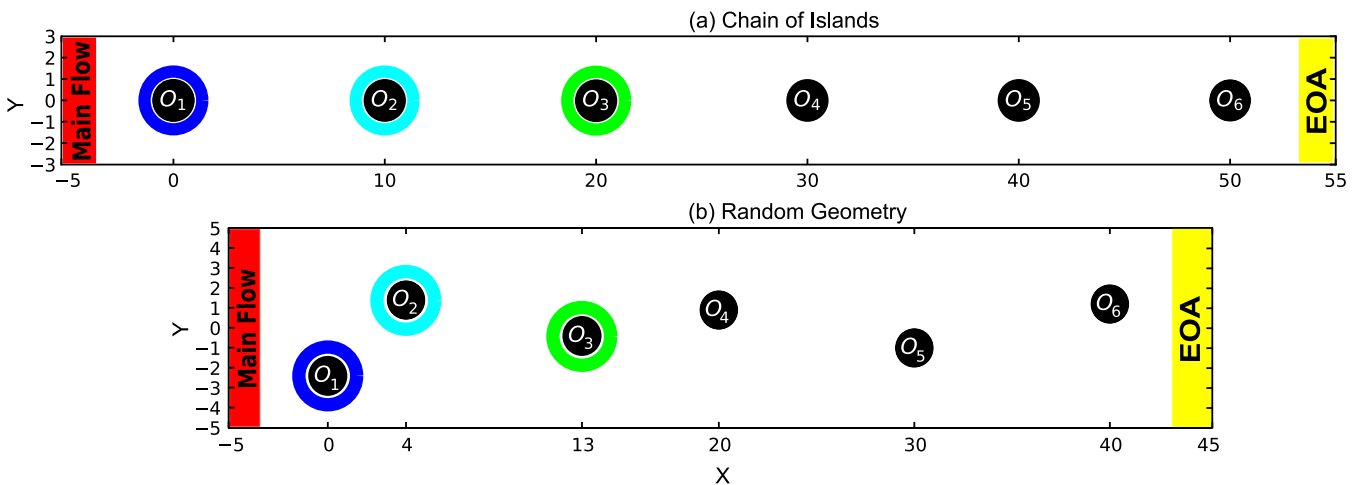 (a) Chain of Islands
3
2
1
0
−1
−2
−3
Y
Main Flow
O1
O2
O3
O4
O5
O6
EOA
−5
0
10
20
30
40
50
55
(b) Random Geometry
5
4
3
2
1
0
−1
−2
−3
−4
−5
Y
Main Flow
O1
O2
O3
O4
O5
O6
EOA
−5
0
4
13
20
30
40
45
X